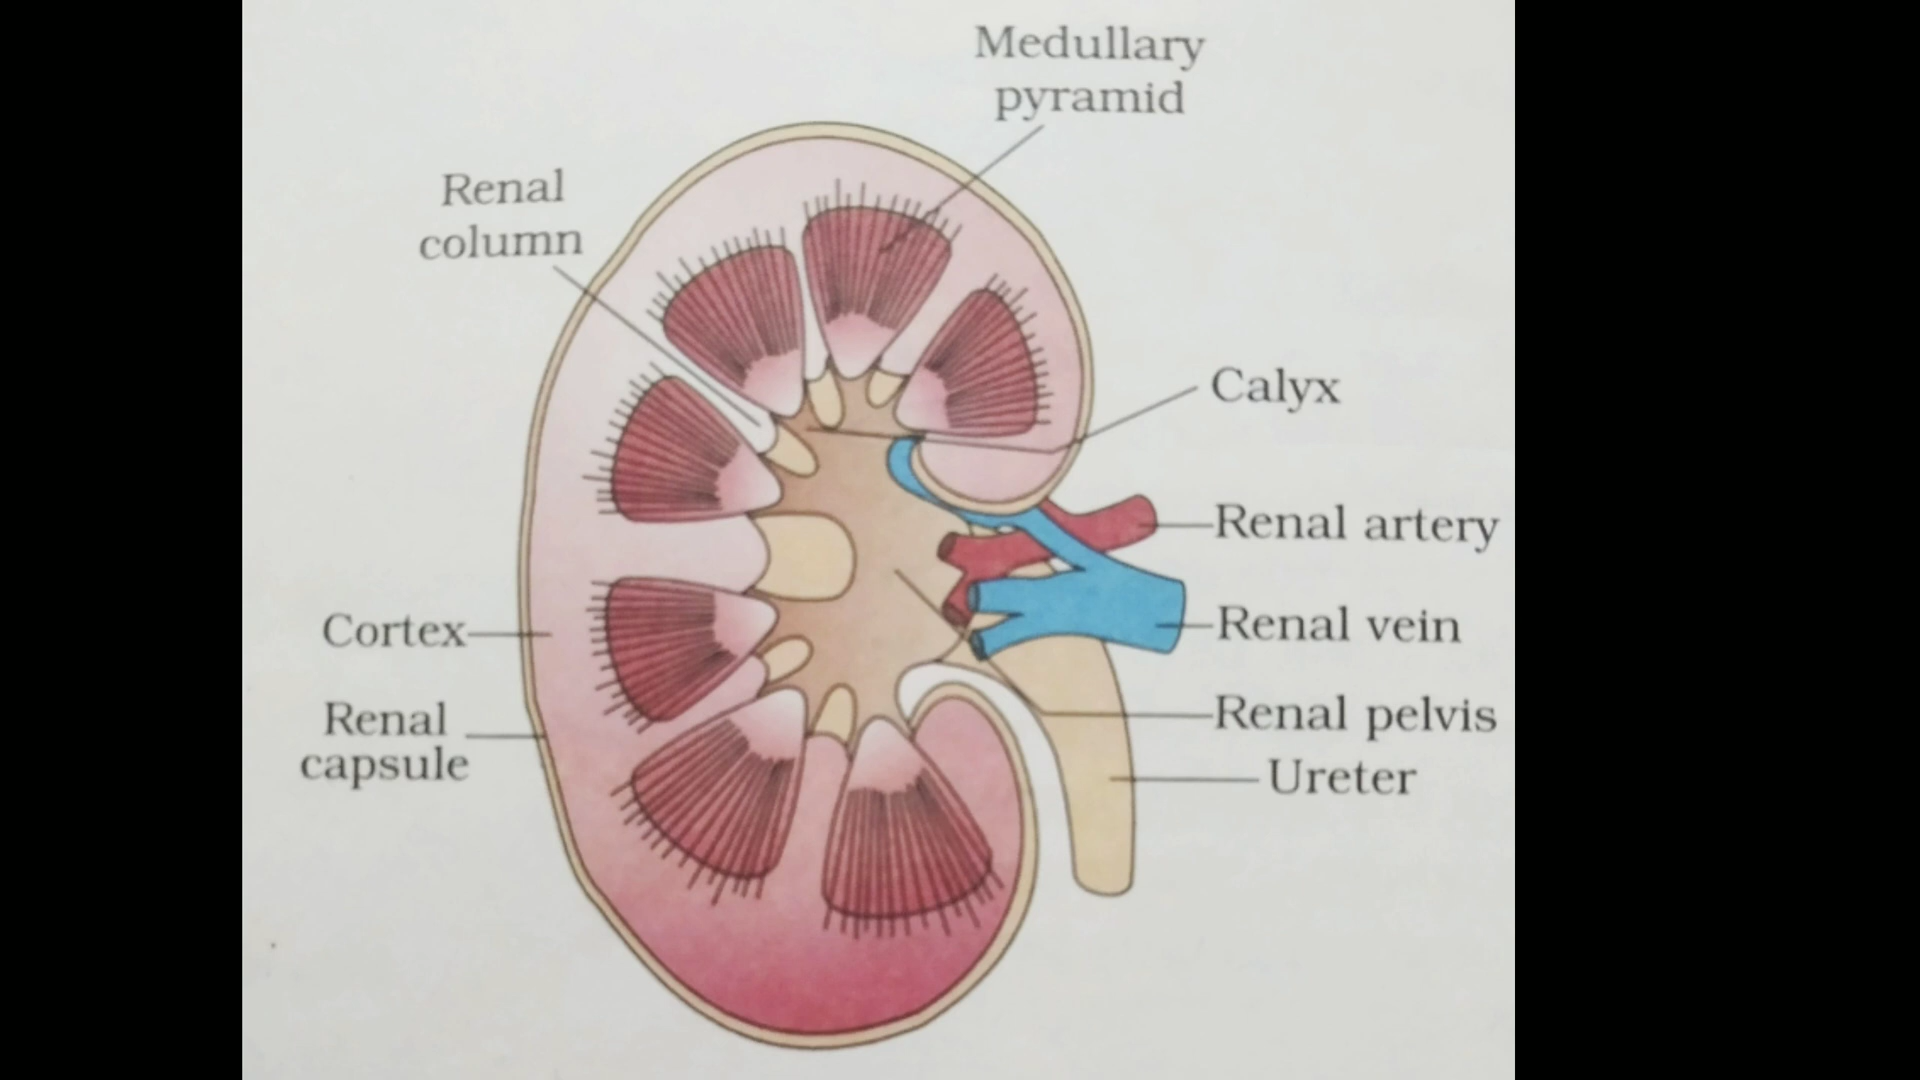 Medullary
pyramid
Renal
column
Calyx
Renal artery
Renal vein
Cortex
Renal
capsule
Renal pelvis
Ureter